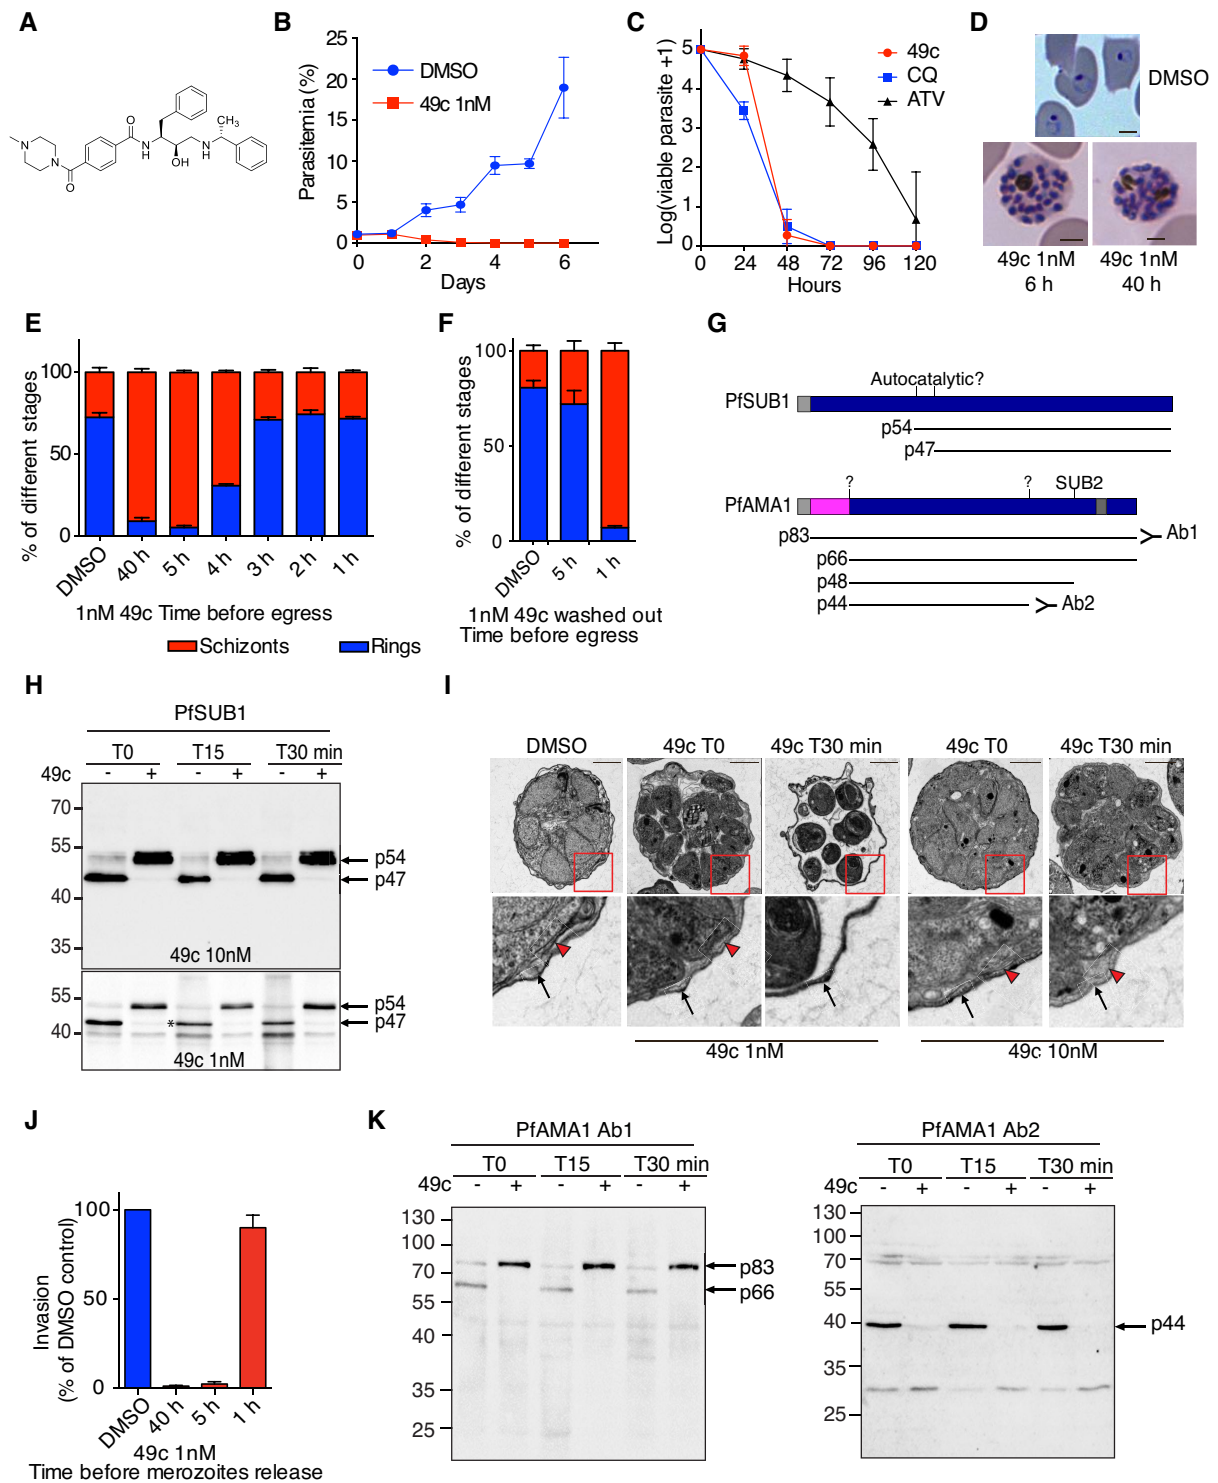 A
N
N
O
O
N
H
OH
N
H
CH3
B
Parasitemia (%)
25
20
15
10
5
0
DMSO
49c 1nM
0 2 4 6
Days
C
Log(viable parasite +1)
5
4
3
2
1
0
49c
CQ
ATV
0 24 48 72 96 120
Hours
D
DMSO
49c 1nM
6 h
49c 1nM
40 h
E
% of different stages
100
50
0
DMSO 40 h 5 h 4 h 3 h 2 h 1 h
1nM 49c Time before egress
Schizonts Rings
F
% of different stages
100
50
0
DMSO 5 h 1 h
1nM 49c washed out
Time before egress
G
Autocatalytic?
PfSUB1
p54
p47
? ? SUB2
PfAMA1
p83 Ab1
p66
p48
p44 Ab2
H
PfSUB1
T0 T15 T30 min
49c - + - + - +
70
55
40
35
p54
p47
49c 10nM
55
40
p54
* p47
49c 1nM
I
DMSO 49c T0 49c T30 min 49c T0 49c T30 min
49c 1nM 49c 10nM
J
Invasion
(% of DMSO control)
100
50
0
DMSO 40 h 5 h 1 h
49c 1nM
Time before merozoites release
K
PfAMA1 Ab1
T0 T15 T30 min
49c - + - + - +
130
100
70
55
40
35
25
p83
p66
PfAMA1 Ab2
T0 T15 T30 min
49c - + - + - +
130
100
70
55
40
35
25
p44